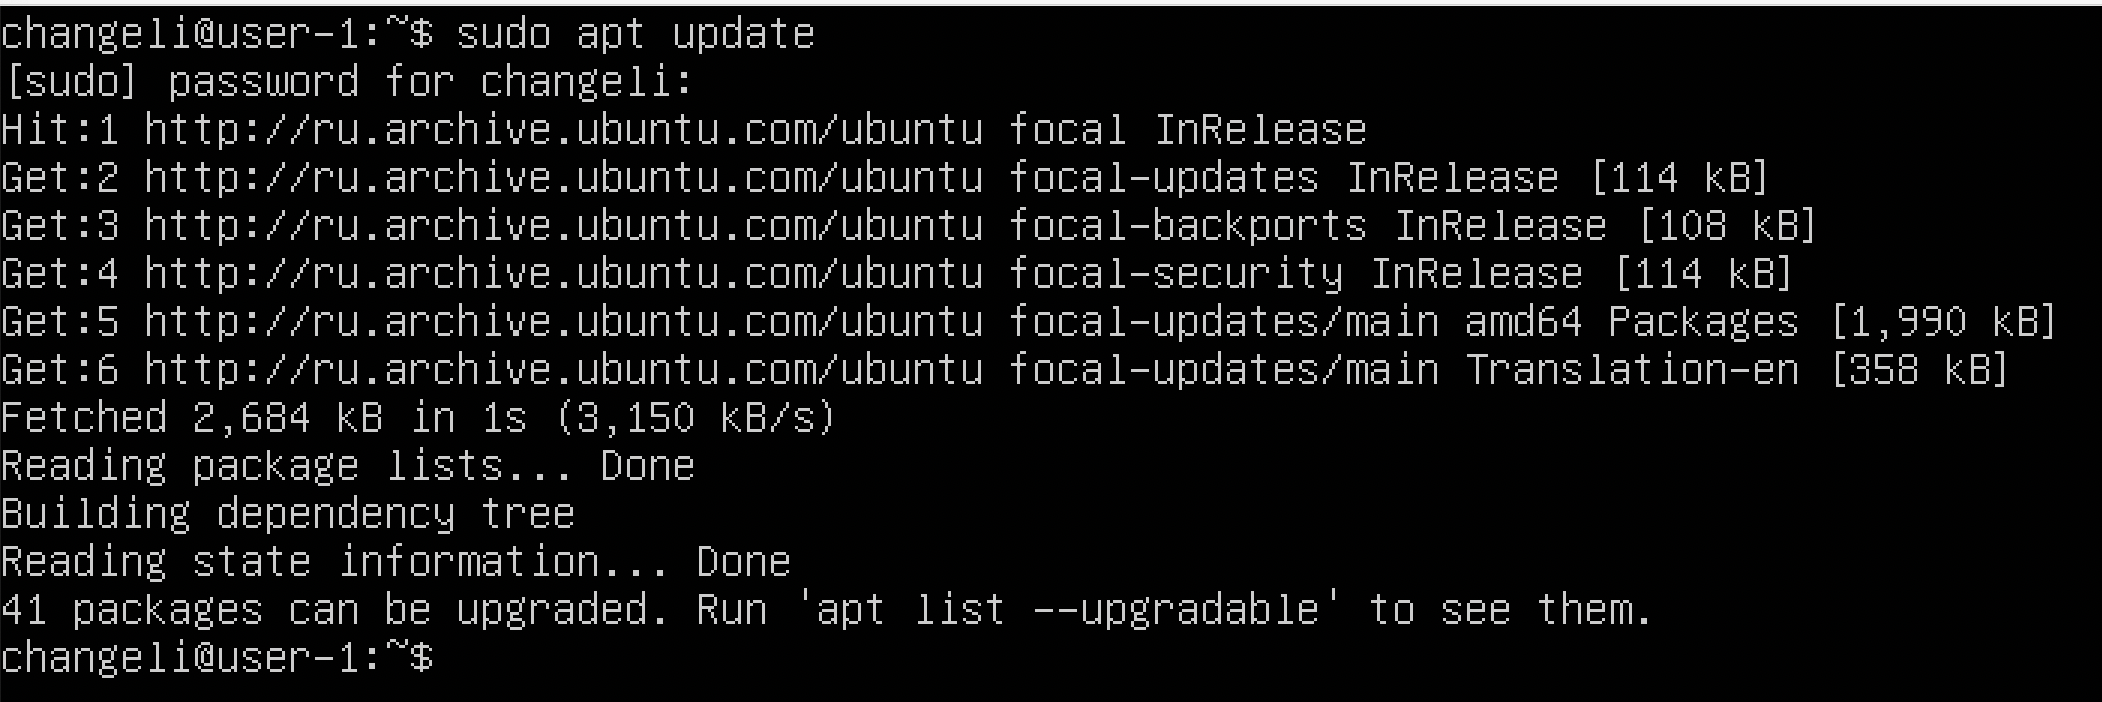 changeli@user-1:~$ sudo apt update
[sudo] password for changeli:
Hit:1 http://ru.archive.ubuntu.com/ubuntu focal InRelease
Get:2 http://ru.archive.ubuntu.com/ubuntu focal-updates InRelease [114 kB]
Get:3 http://ru.archive.ubuntu.com/ubuntu focal-backports InRelease [108 kB]
Get:4 http://ru.archive.ubuntu.com/ubuntu focal-security InRelease [114 kB]
Get:5 http://ru.archive.ubuntu.com/ubuntu focal-updates/main amd64 Packages [1,990 kB]
Get:6 http://ru.archive.ubuntu.com/ubuntu focal-updates/main Translation-en [358 kB]
Fetched 2,684 kB in 1s (3,150 kB/s)
Reading package lists... Done
Building dependency tree
Reading state information... Done
41 packages can be upgraded. Run 'apt list --upgradable' to see them.
changeli@user-1:~$